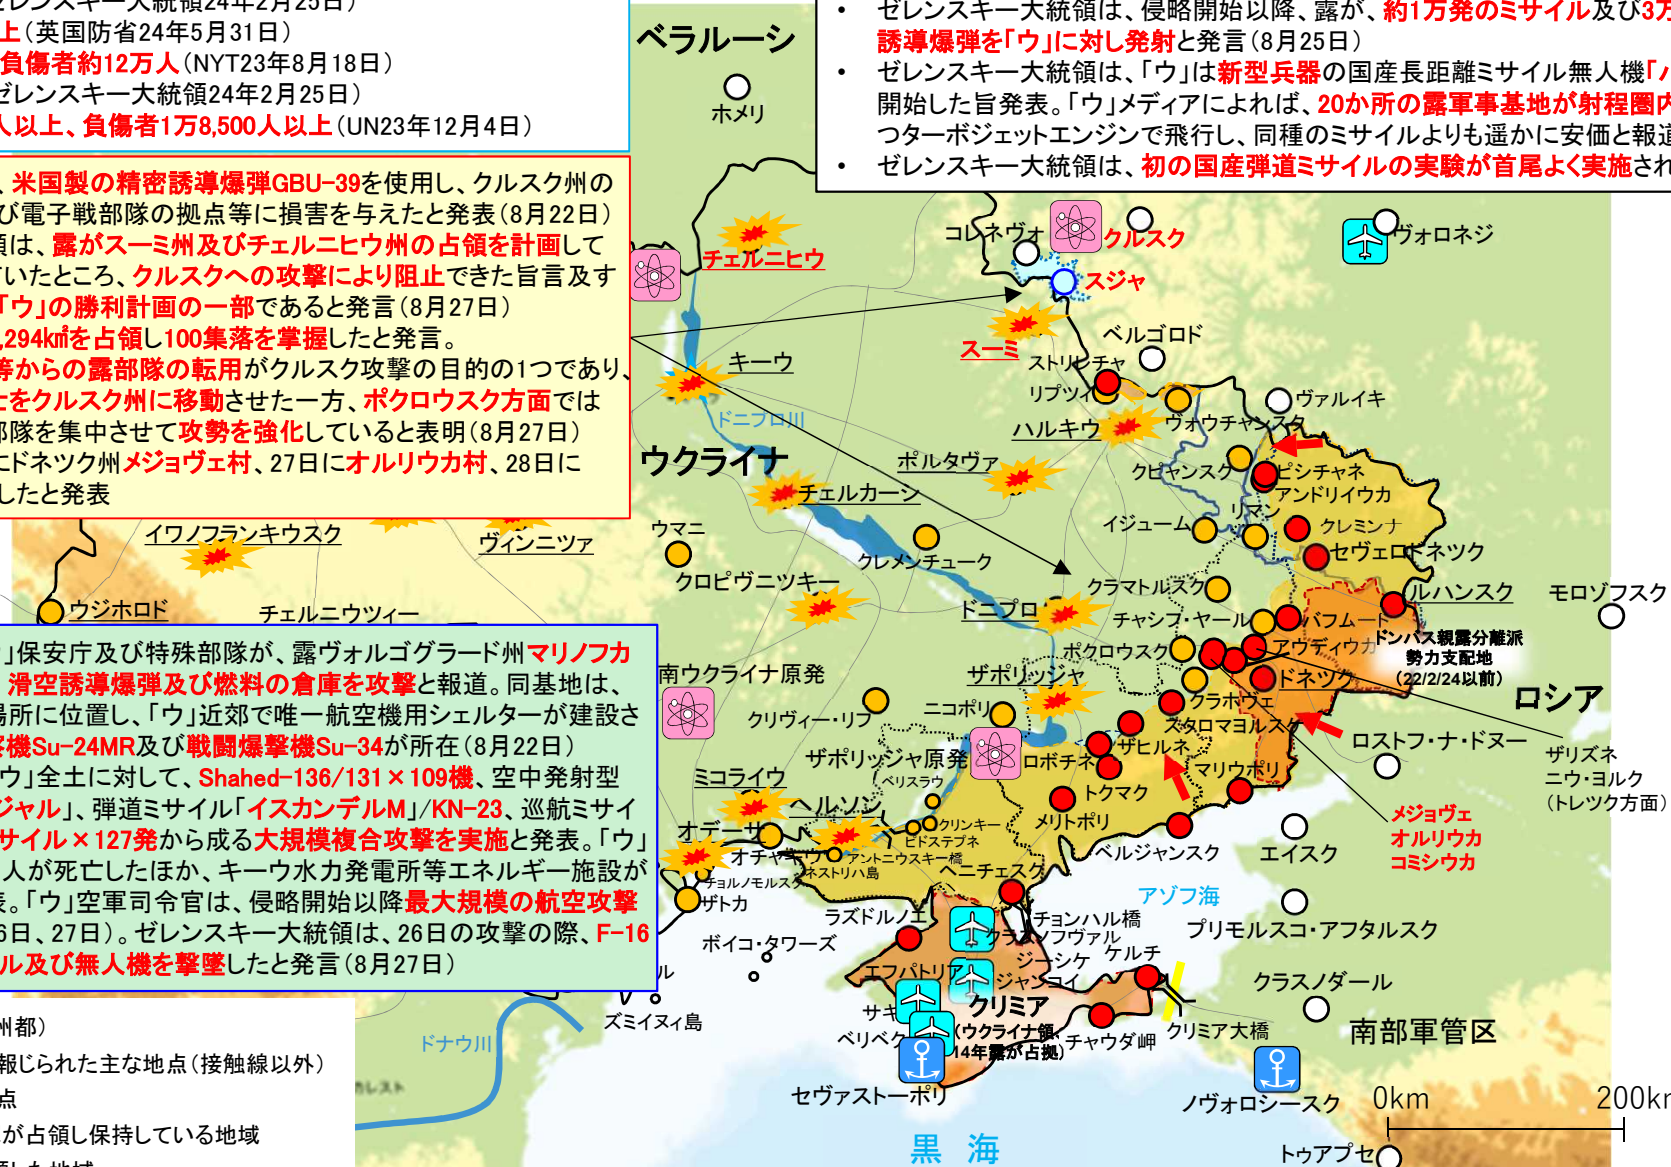 ゼレンスキー大統領24年2月25日）
上（英国防省24年5月31日）
負傷者約12万人（NYT23年8月18日）
ゼレンスキー大統領24年2月25日）
人以上、負傷者1万8,500人以上（UN23年12月4日）
・ ゼレンスキー大統領は、侵略開始以降、露が、約1万発のミサイル及び3万
誘導爆弾を「ウ」に対し発射と発言（8月25日）
・ ゼレンスキー大統領は、「ウ」は新型兵器の国産長距離ミサイル無人機「パ
開始した旨発表。「ウ」メディアによれば、20か所の露軍事基地が射程圏内
つターボジェットエンジンで飛行し、同種のミサイルよりも遥かに安価と報道
・ ゼレンスキー大統領は、初の国産弾道ミサイルの実験が首尾よく実施され
、米国製の精密誘導爆弾GBU-39を使用し、クルスク州の
び電子戦部隊の拠点等に損害を与えたと発表（8月22日）
領は、露がスーミ州及びチェルニヒウ州の占領を計画して
ていたところ、クルスクへの攻撃により阻止できた旨言及す
「ウ」の勝利計画の一部であると発言（8月27日）
,294㎢を占領し100集落を掌握したと発言。
等からの露部隊の転用がクルスク攻撃の目的の1つであり、
士をクルスク州に移動させた一方、ポクロウスク方面では
部隊を集中させて攻勢を強化していると表明（8月27日）
にドネツク州メジョヴェ村、27日にオルリウカ村、28日に
したと発表
」保安庁及び特殊部隊が、露ヴォルゴグラード州マリノフカ
滑空誘導爆弾及び燃料の倉庫を攻撃と報道。同基地は、
場所に位置し、「ウ」近郊で唯一航空機用シェルターが建設さ
察機Su-24MR及び戦闘爆撃機Su-34が所在（8月22日）
ウ」全土に対して、Shahed-136/131×109機、空中発射型
ジャル」、弾道ミサイル「イスカンデルM」/KN-23、巡航ミサイ
サイル×127発から成る大規模複合攻撃を実施と発表。「ウ」
人が死亡したほか、キーウ水力発電所等エネルギー施設が
表。「ウ」空軍司令官は、侵略開始以降最大規模の航空攻撃
6日、27日）。ゼレンスキー大統領は、26日の攻撃の際、F-16
ル及び無人機を撃墜したと発言（8月27日）
州都）
報じられた主な地点（接触線以外）
点
が占領し保持している地域
ベラルーシ
ホメリ
チェルニヒウ
コレネヴォ
クルスク
スジャ
ヴォロネジ
スーミ
ベルゴロド
ストリレチャ
リプツィ
ヴァルイキ
キーウ
ドニプロ川
ハルキウ
ヴォウチャンスク
ウクライナ
ポルタヴァ
クピャンスク
ピシチャネ
アンドリイウカ
チェルカーシ
イジューム
リマン
クレミンナ
セヴェロドネツク
イワノフランキウスク
ヴィンニツァ
ウマニ
クレメンチューク
クロピヴニツキー
クラマトルスク
ウジホロド
チェルニウツィー
ドニプロ
チャシフ・ヤール
バフムート
ルハンスク
モロゾフスク
ポクロウスク
アウディウカ
ドンバス親露分離派
勢力支配地
（22/2/24以前）
南ウクライナ原発
ザポリッジャ
ドネツク
ロシア
クリヴィー・リフ
ニコポリ
クラホヴェ
スタロマヨルスケ
ザポリッジャ原発
ロボチネ
ザヒルネ
ロストフ・ナ・ドヌー
ザリズネ
ニウ・ヨルク
（トレツク方面）
ミコライウ
ベリスラウ
マリウポリ
トクマク
ヘルソン
メリトポリ
メジョヴェ
オルリウカ
コミシウカ
オデーサ
クリンキー
ビドステプネ
オチャキウ
アントニウスキー橋
ネストリハ島
ベルジャンスク
エイスク
チョルノモルスク
ザトカ
ヘニチェスク
アゾフ海
ラズドルノエ
チョンハル橋
プリモルスコ・アフタルスク
ボイコ・タワーズ
クラスノフヴァル
ジーシケ
ケルチ
エフパトリア
ジャンコイ
クラスノダール
クリミア
（ウクライナ領、
14年露が占拠）
サキ
ル
ズミイヌィ島
ベリベク
チャウダ岬
クリミア大橋
南部軍管区
ドナウ川
セヴァストーポリ
ノヴォロシースク
0km
200km
黒 海
トゥアプセ